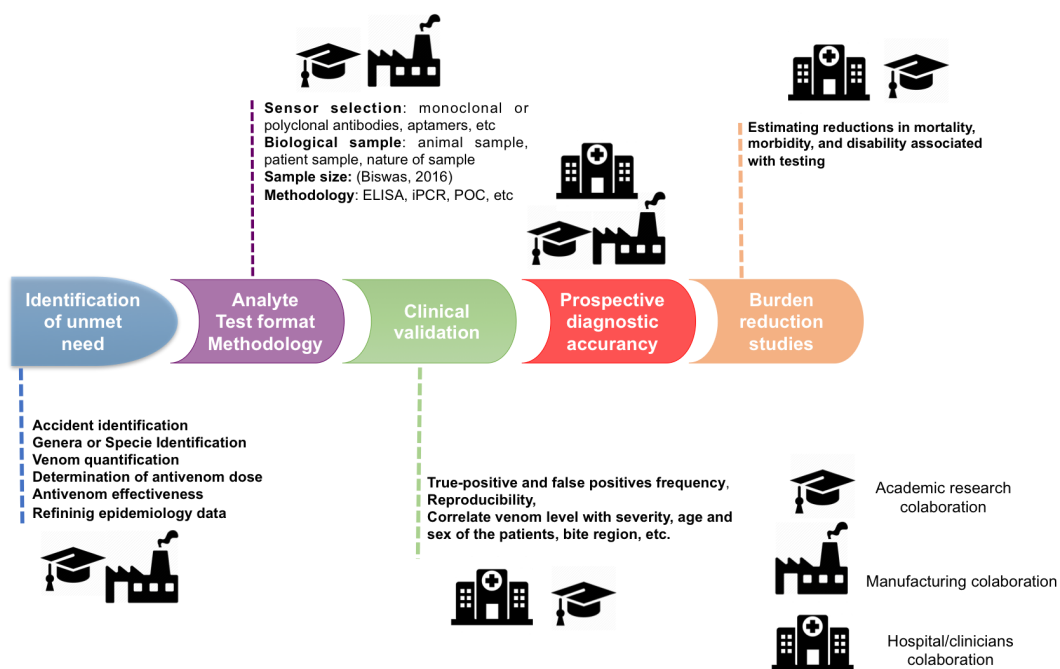 Sensor selection: monoclonal or
polyclonal antibodies, aptamers, etc
Biological sample: animal sample,
patient sample, nature of sample
Sample size: (Biswas, 2016)
Methodology: ELISA, iPCR, POC, etc
Estimating reductions in mortality,
morbidity, and disability associated
with testing
Identification
of unmet
need
Analyte
Test format
Methodology
Clinical
validation
Prospective
diagnostic
accurancy
Burden
reduction
studies
Accident identification
Genera or Specie Identification
Venom quantification
Determination of antivenom dose
Antivenom effectiveness
Refininig epidemiology data
True-positive and false positives frequency,
Reproducibility,
Correlate venom level with severity, age and
sex of the patients, bite region, etc.
Academic research
colaboration
Manufacturing colaboration
Hospital/clinicians
colaboration